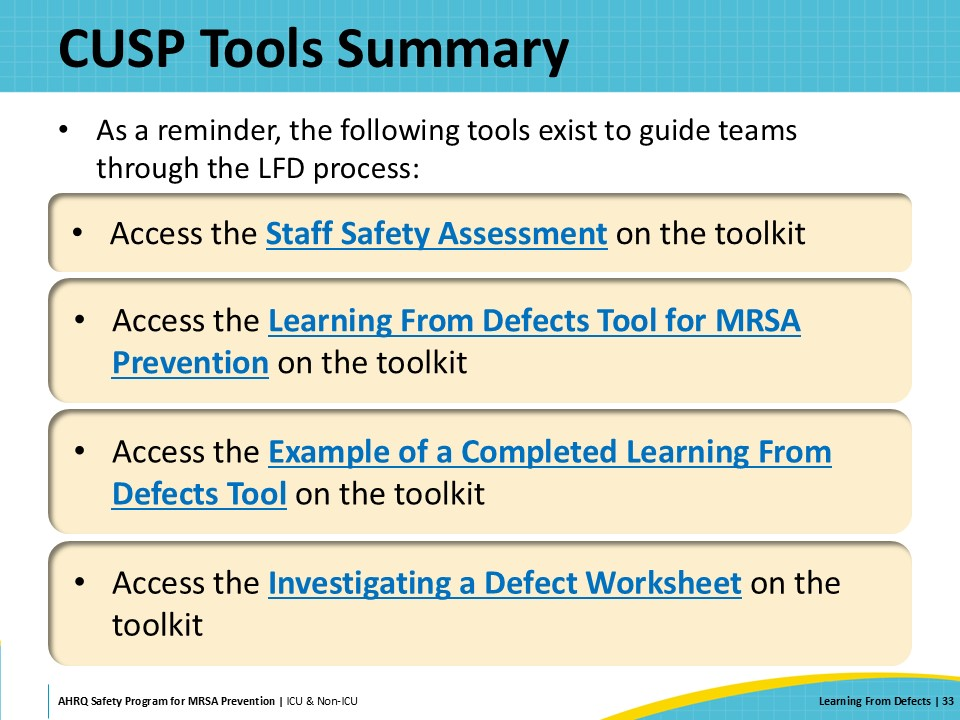 CUSP Tools Summary
• As a reminder, the following tools exist to guide teams
through the LFD process:
• Access the Staff Safety Assessment on the toolkit
• Access the Learning From Defects Tool for MRSA
Prevention on the toolkit
• Access the Example of a Completed Learning From
Defects Tool on the toolkit
• Access the Investigating a Defect Worksheet on the
toolkit
AHRQ Safety Program for MRSA Prevention | ICU & Non-ICU
Learning From Defects | 33